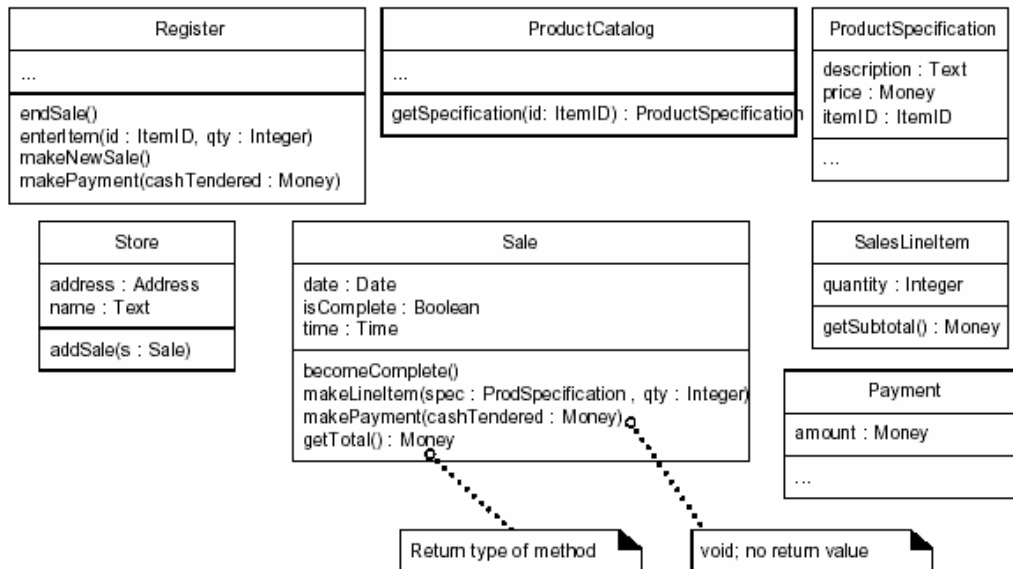 Register
...
endSale()
enterItem(id : ItemID, qty : Integer)
makeNewSale()
makePayment(cashTendered : Money)
ProductCatalog
...
getSpecification(id: ItemID) : ProductSpecification
ProductSpecification
description : Text
price : Money
itemID : ItemID
...
Store
address : Address
name : Text
addSale(s : Sale)
Sale
date : Date
isComplete : Boolean
time : Time
becomeComplete()
makeLineItem(spec : ProdSpecification , qty : Integer)
makePayment(cashTendered : Money)
getTotal() : Money
SalesLineItem
quantity : Integer
getSubtotal() : Money
Payment
amount : Money
...
Return type of method
void; no return value